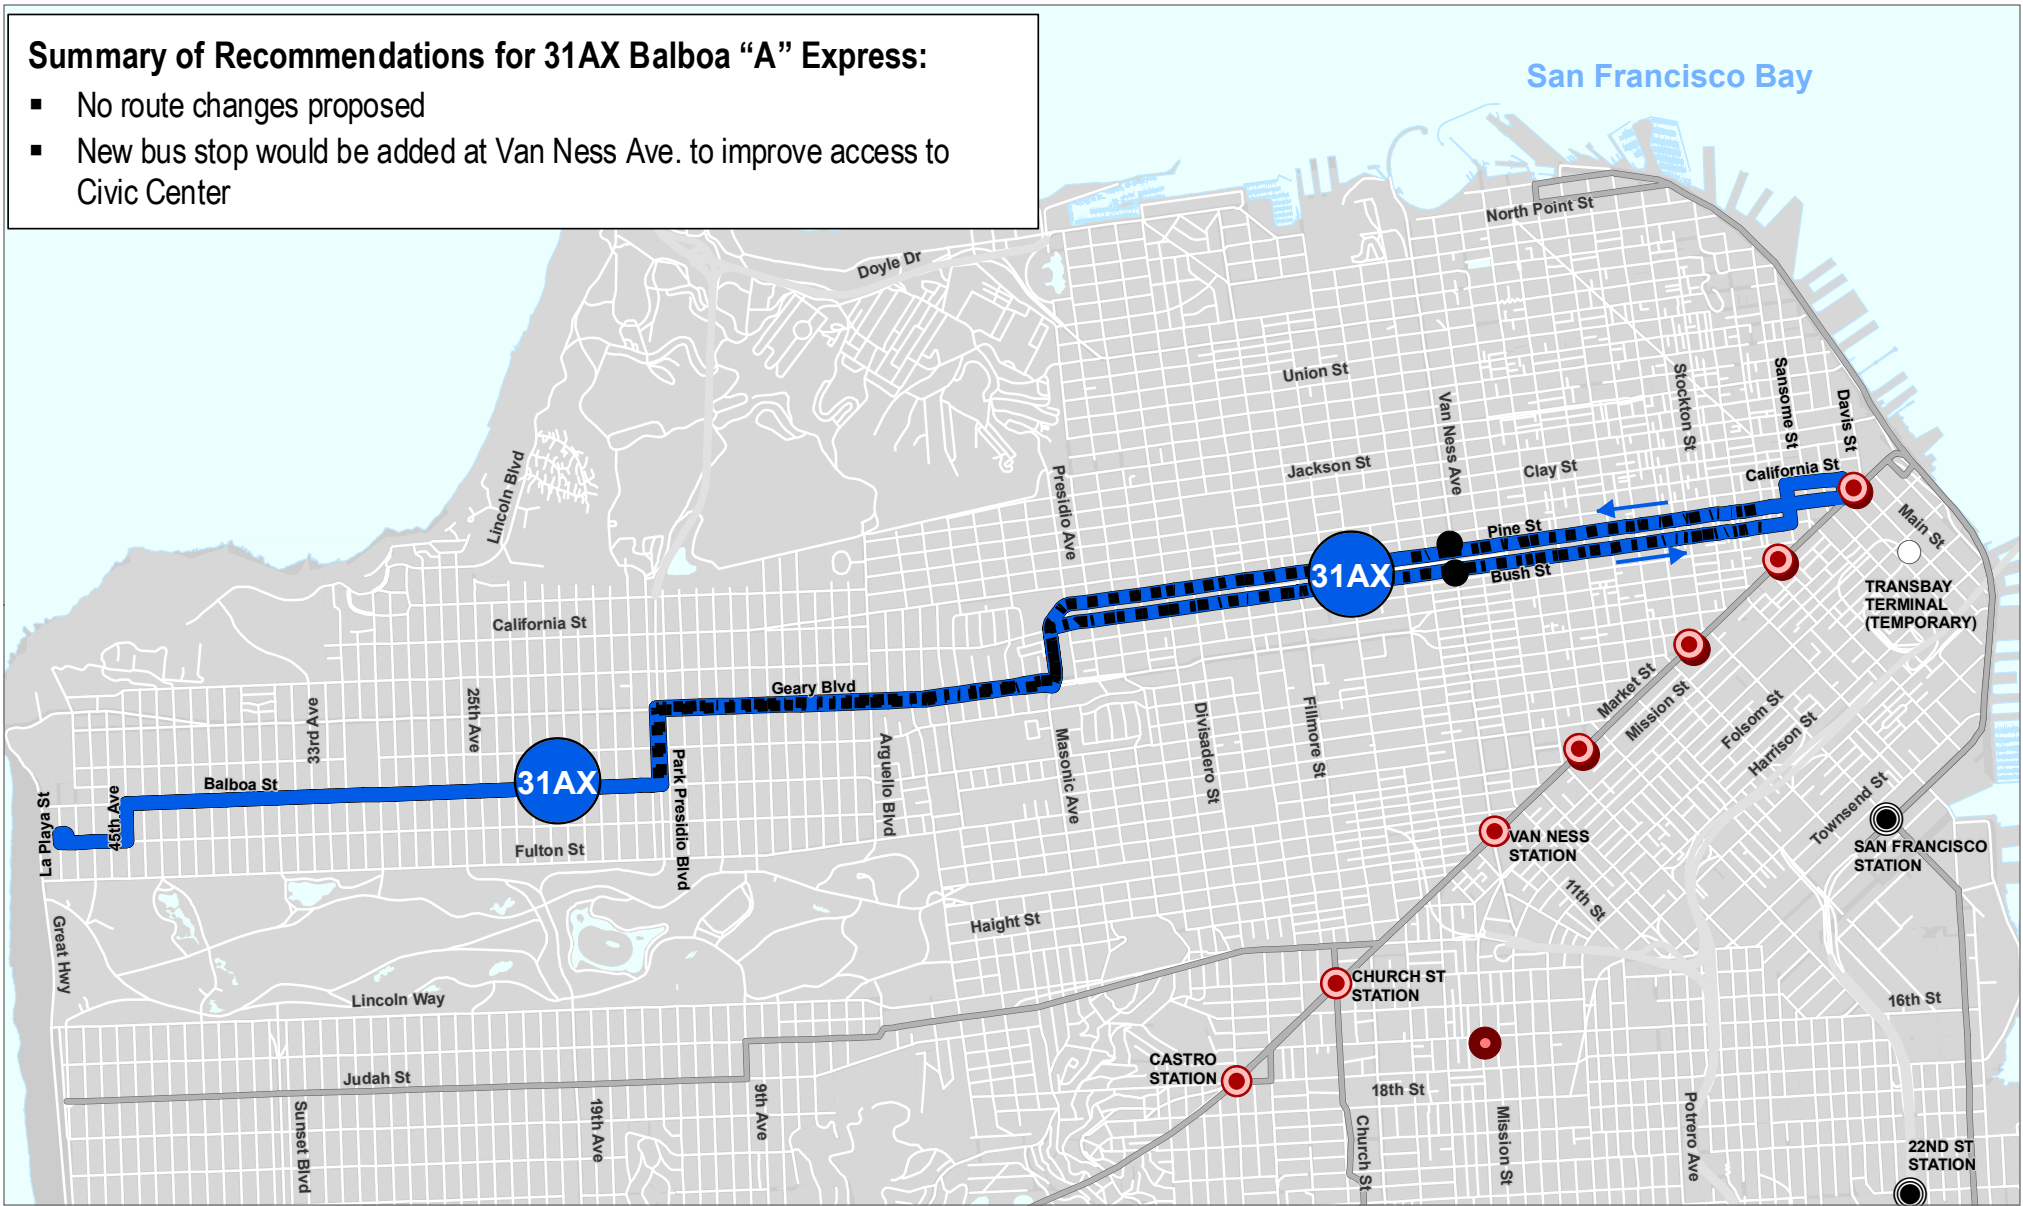 Summary of Recommendations for 31AX Balboa “A” Express:
▪ No route changes proposed
▪ New bus stop would be added at Van Ness Ave. to improve access to
Civic Center
San Francisco Bay
North Point St
Doyle Dr
Union St
Stockton St
Sansome St
Davis St
Van Ness Ave
Jackson St
Clay St
California St
Lincoln Blvd
Presidio Ave
Main St
Pine St
Bush St
31AX
TRANSBAY
TERMINAL
(TEMPORARY)
California St
Geary Blvd
33rd Ave
25th Ave
Divisadero St
Fillmore St
Market St
Mission St
Folsom St
Harrison St
Masonic Ave
Arguello Blvd
Park Presidio Blvd
Balboa St
31AX
La Playa St
45th Ave
Fulton St
Townsend St
VAN NESS
STATION
SAN FRANCISCO
STATION
11th St
Haight St
Great Hwy
Lincoln Way
CHURCH ST
STATION
16th St
CASTRO
STATION
Judah St
18th St
Sunset Blvd
19th Ave
9th Ave
Church St
Mission St
Potrero Ave
22ND ST
STATION